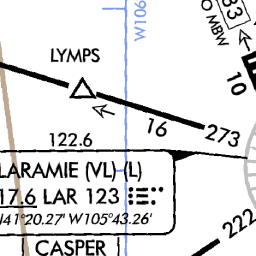 W106
33
O MBW
LYMPS
10
16
273
122.6
LARAMIE (VL) (L)
17.6 LAR 123
N41°20.27' W105°43.26'
222
CASPER